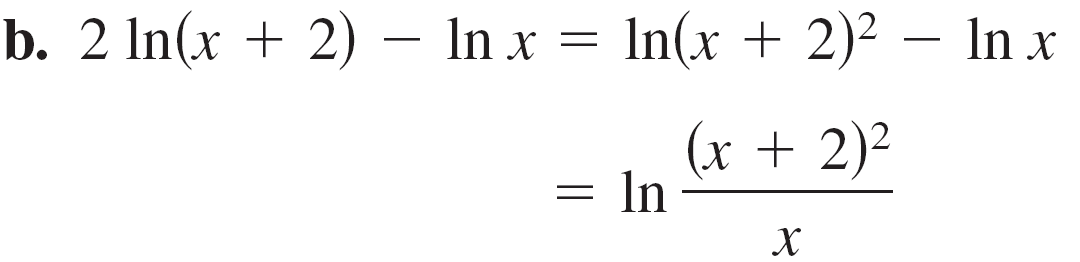 b. 2 ln(x + 2) − ln x = ln(x + 2)² − ln x
= ln (x + 2)² / x